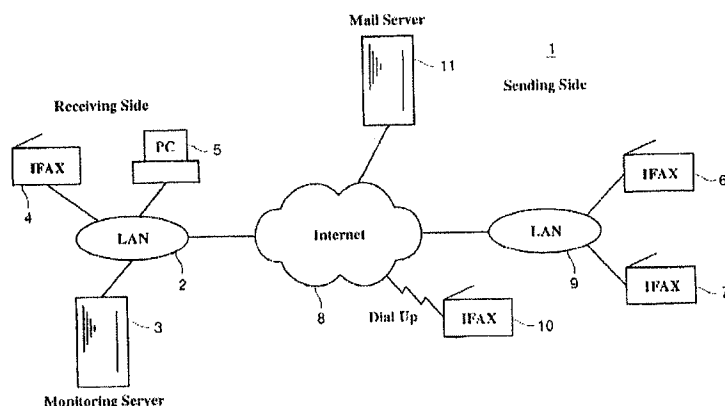 Mail Server
11
1
Sending Side
Receiving Side
PC
5
IFAX
4
IFAX
6
LAN
2
Internet
8
LAN
9
IFAX
7
Dial Up
IFAX
10
3
Monitoring Server